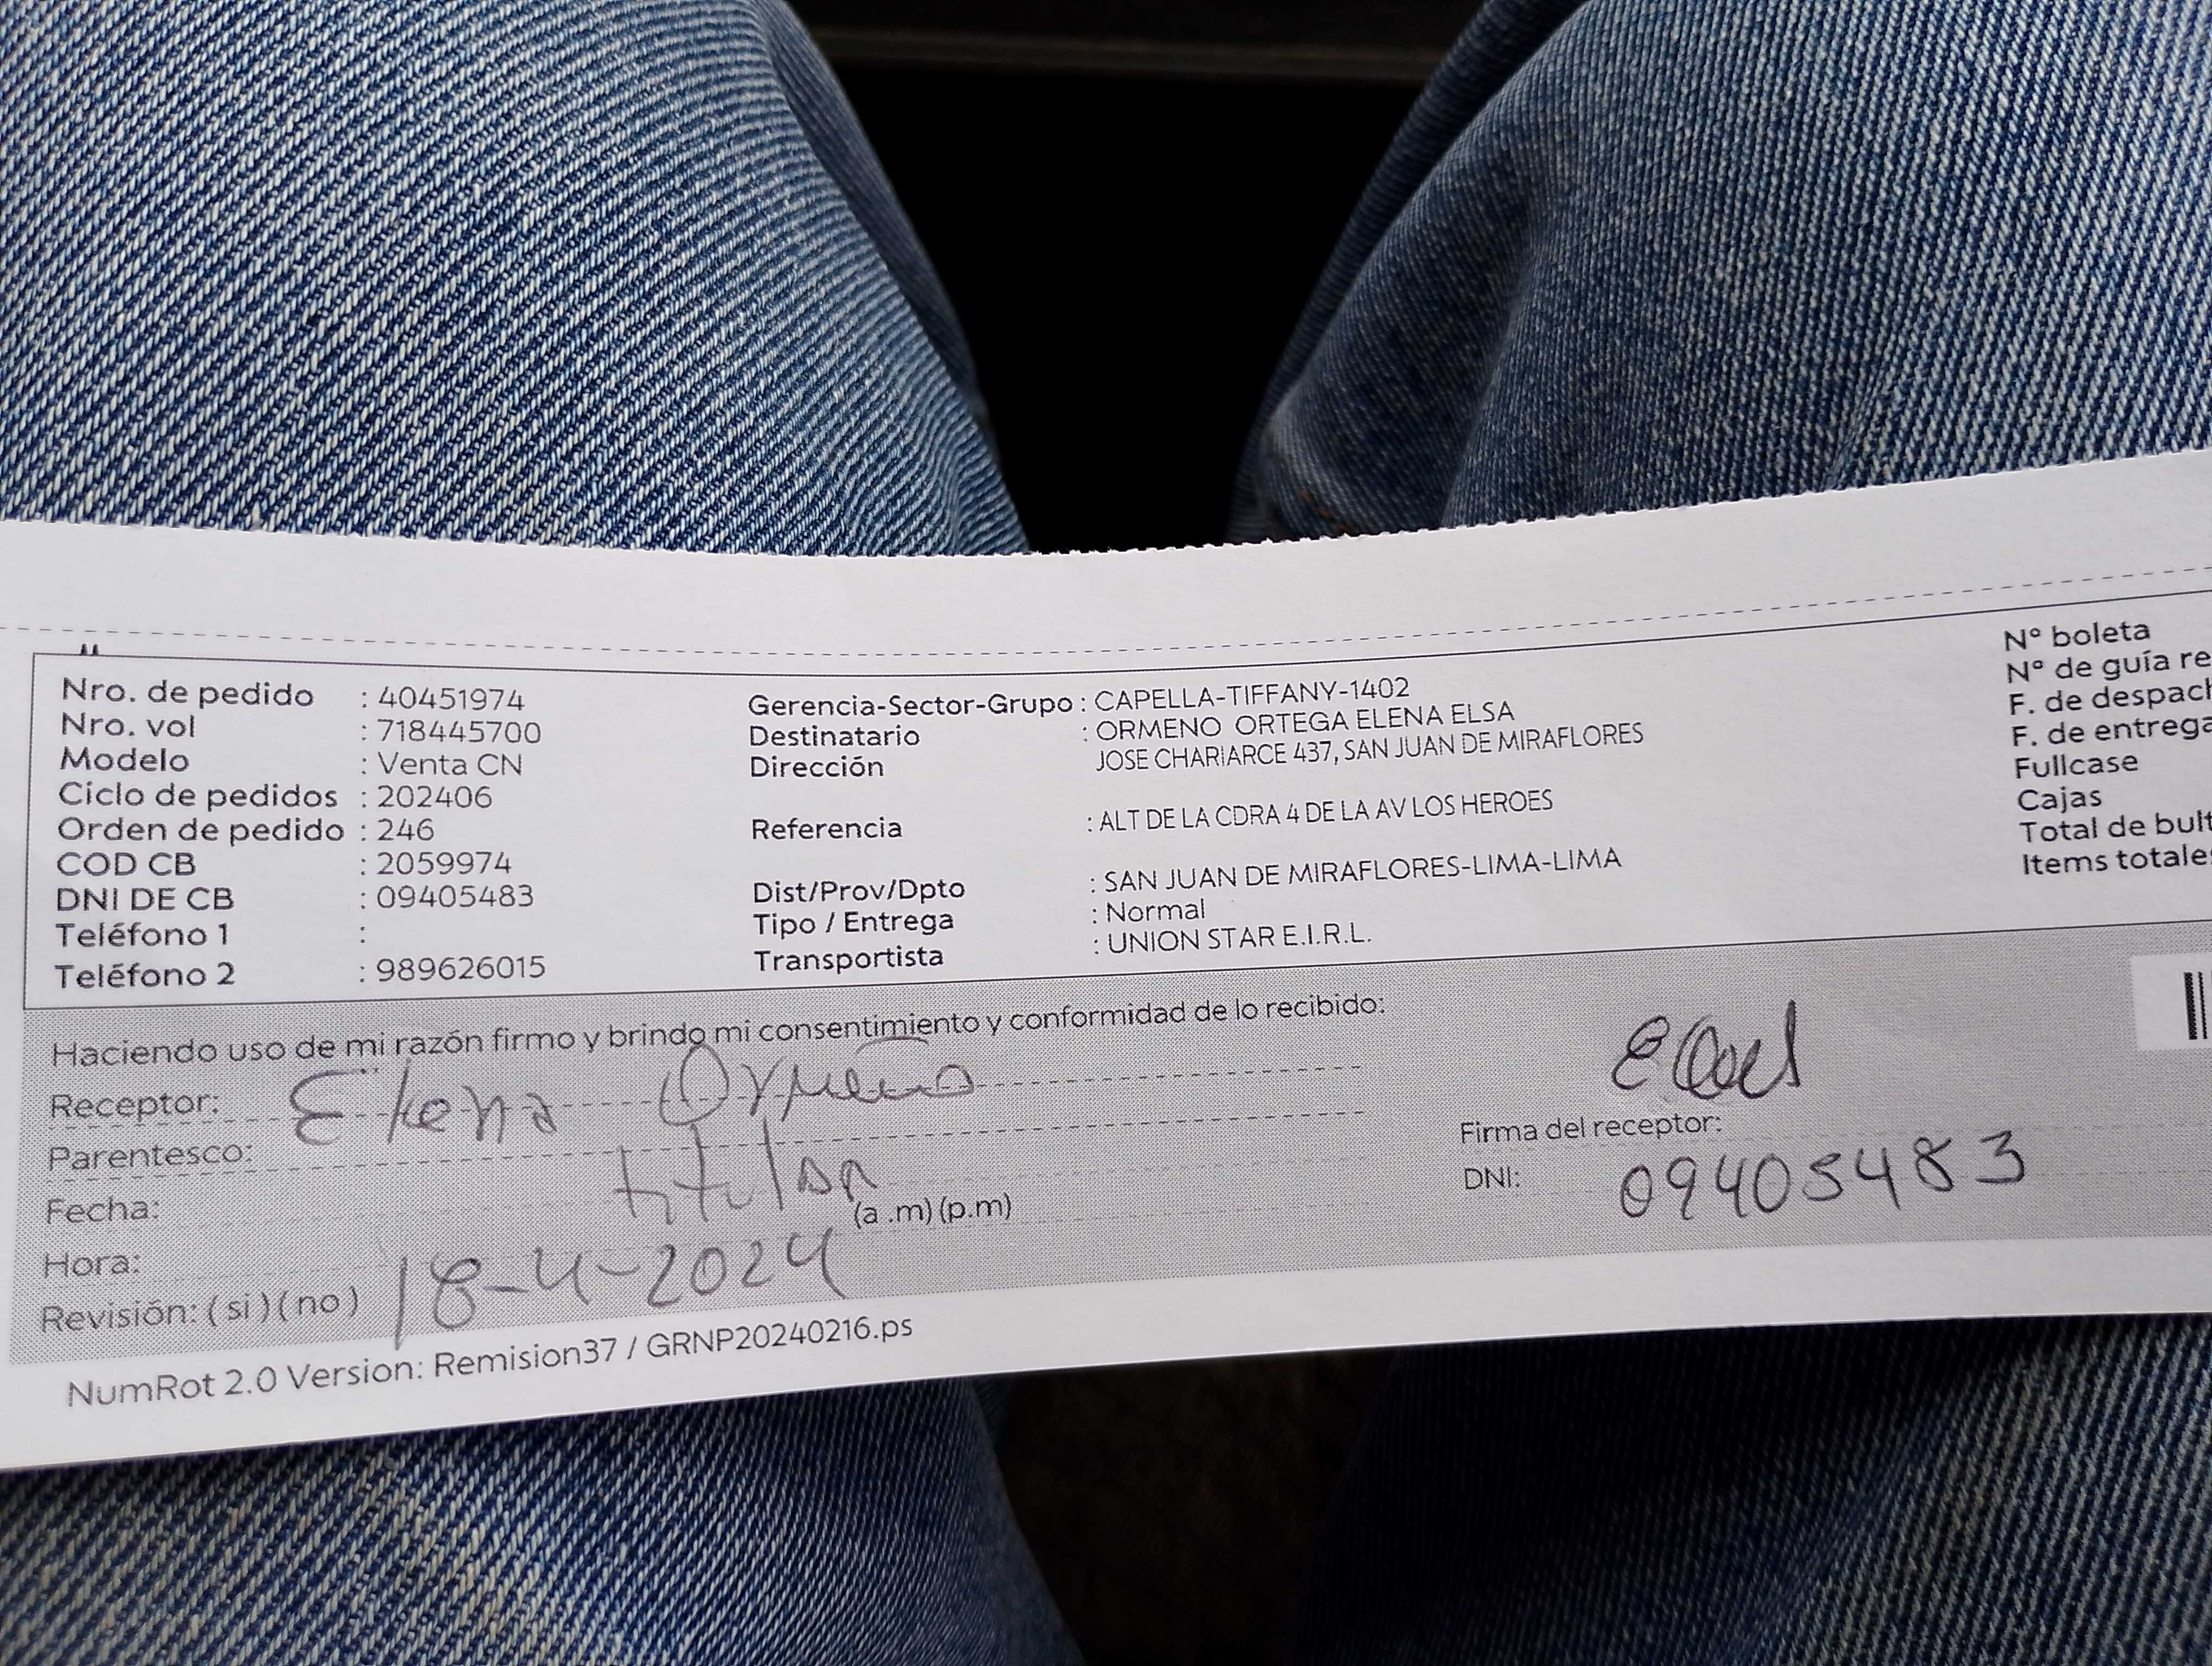 Nro. de pedido : 40451974
Nro. vol : 718445700
Modelo : Venta CN
Ciclo de pedidos : 202406
Orden de pedido : 246
COD CB : 2059974
DNI DE CB : 09405483
Teléfono 1 :
Teléfono 2 : 989626015
Gerencia-Sector-Grupo : CAPELLA-TIFFANY-1402
Destinatario : ORMENO ORTEGA ELENA ELSA
Dirección JOSE CHARIARCE 437, SAN JUAN DE MIRAFLORES
Referencia : ALT DE LA CDRA 4 DE LA AV LOS HEROES
Dist/Prov/Dpto : SAN JUAN DE MIRAFLORES-LIMA-LIMA
Tipo / Entrega : Normal
Transportista : UNION STAR E.I.R.L.
N° boleta
N° de guía re
F. de despach
F. de entrega
Fullcase
Cajas
Total de bult
Items totale
Haciendo uso de mi razón firmo y brindo mi consentimiento y conformidad de lo recibido:
Receptor: Elena Ormeño
Parentesco: titular
Fecha: (a .m) (p.m)
Hora: 18-4-2024
Revisión: ( si ) ( no )
Firma del receptor:
DNI: 09405483
NumRot 2.0 Version: Remision37 / GRNP20240216.ps